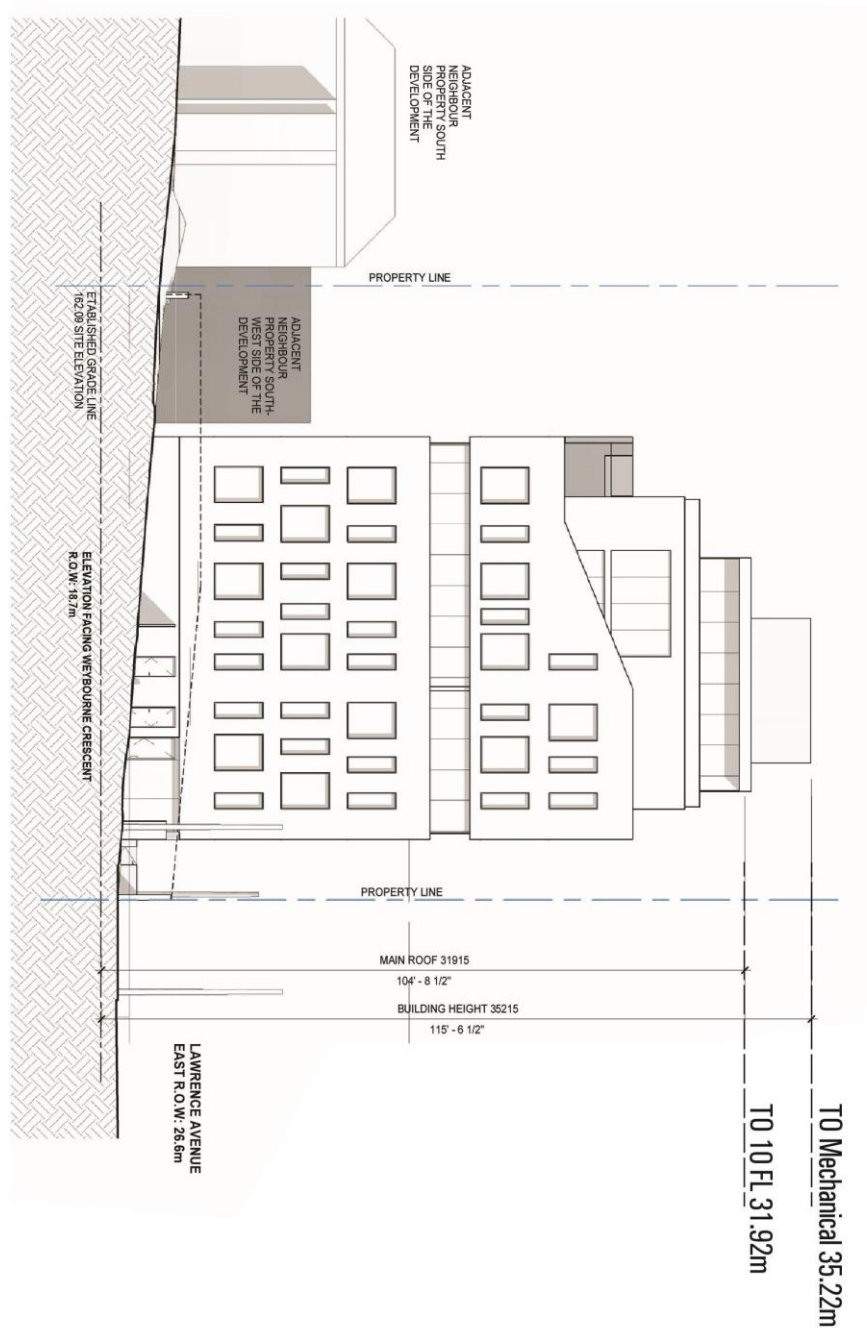 ADJACENT
NEIGHBOUR
PROPERTY SOUTH
SIDE OF THE
DEVELOPMENT
PROPERTY LINE
ADJACENT
NEIGHBOUR
PROPERTY SOUTH-
WEST SIDE OF THE
DEVELOPMENT
ETABLISHED GRADE LINE
162.09 SITE ELEVATION
ELEVATION FACING WEYBOURNE CRESCENT
R.O.W: 18.7m
PROPERTY LINE
MAIN ROOF 31915
104' - 8 1/2"
BUILDING HEIGHT 35215
115' - 6 1/2"
LAWRENCE AVENUE
EAST R.O.W: 26.6m
TO Mechanical 35.22m
TO 10 FL 31.92m